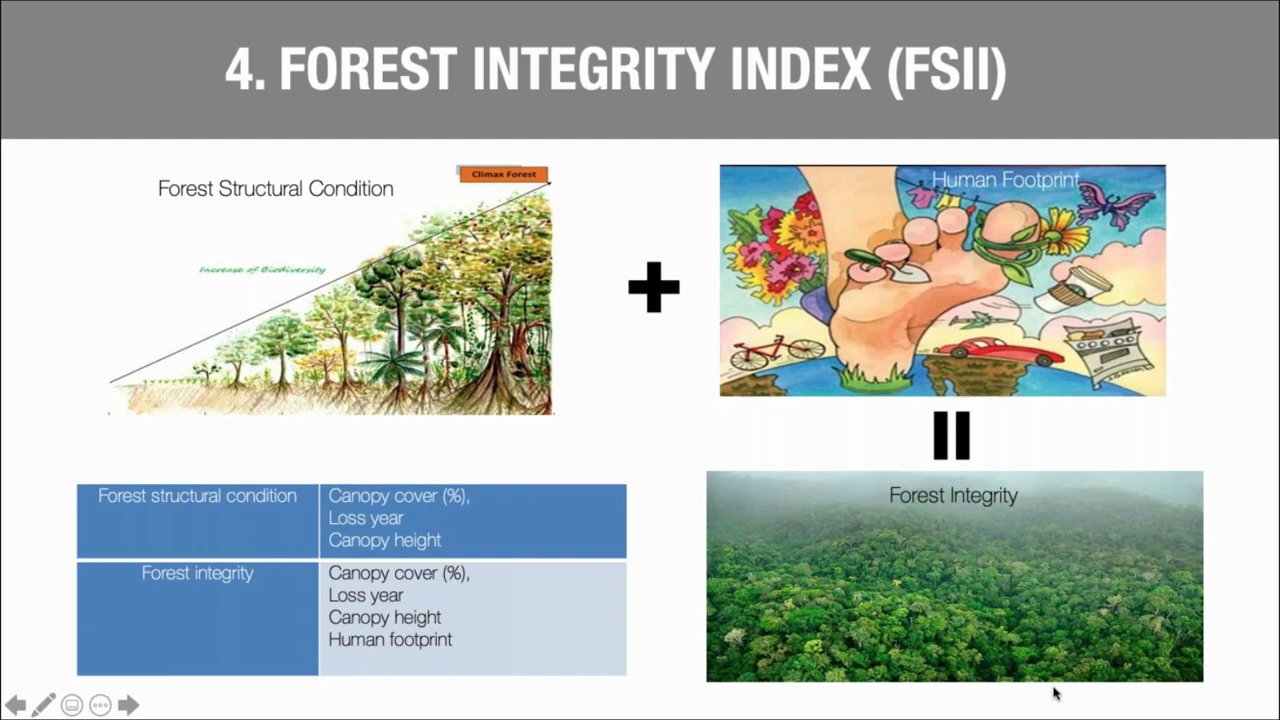 4. FOREST INTEGRITY INDEX (FSII)
Forest Structural Condition
Climax Forest
Increase of Biodiversity
+
Human Footprint
=
Forest Integrity
Forest structural condition
Canopy cover (%),
Loss year
Canopy height
Forest integrity
Canopy cover (%),
Loss year
Canopy height
Human footprint